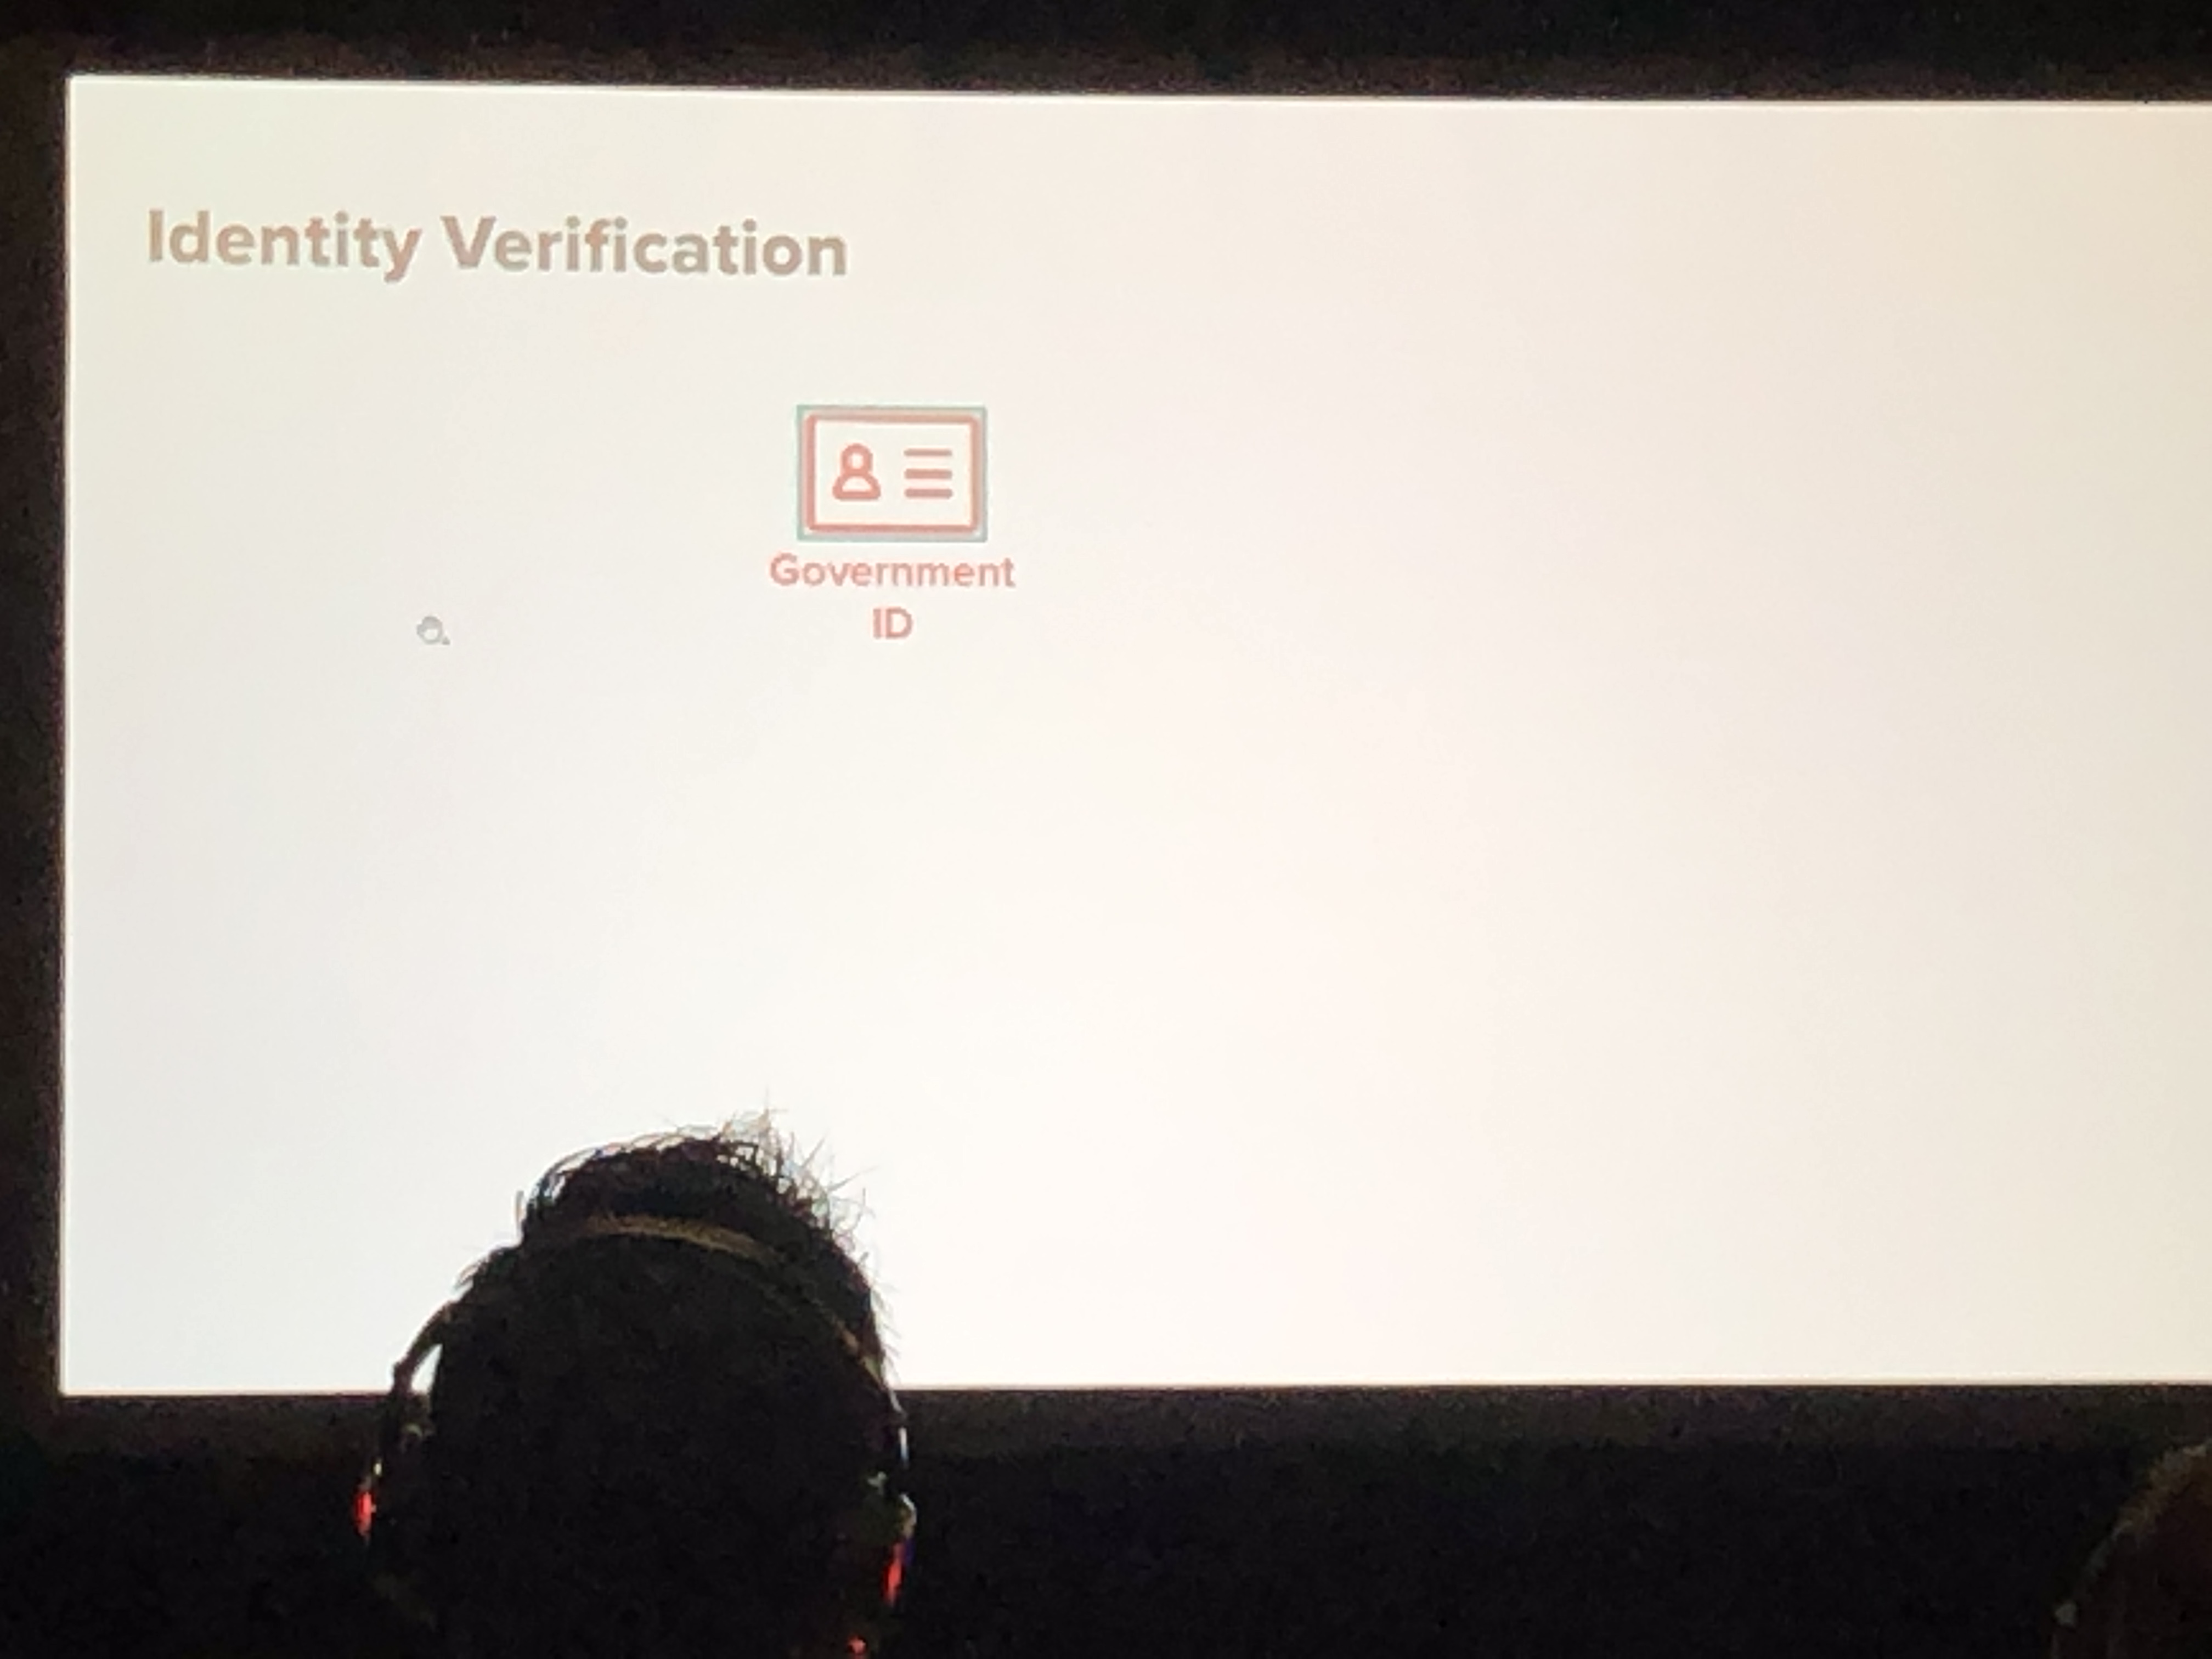 Identity Verification
Government
ID